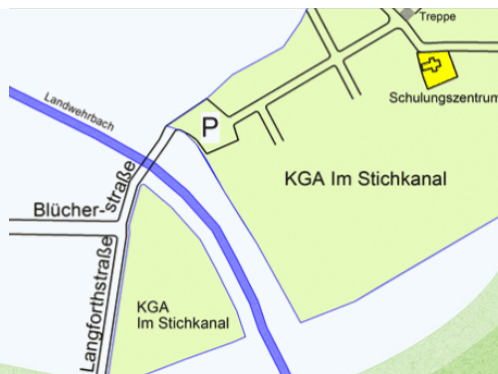 Treppe
Landwehrbach
Schulungszentrum
P
KGA Im Stichkanal
Blücher-
straße
Langforthstraße
KGA
Im Stichkanal